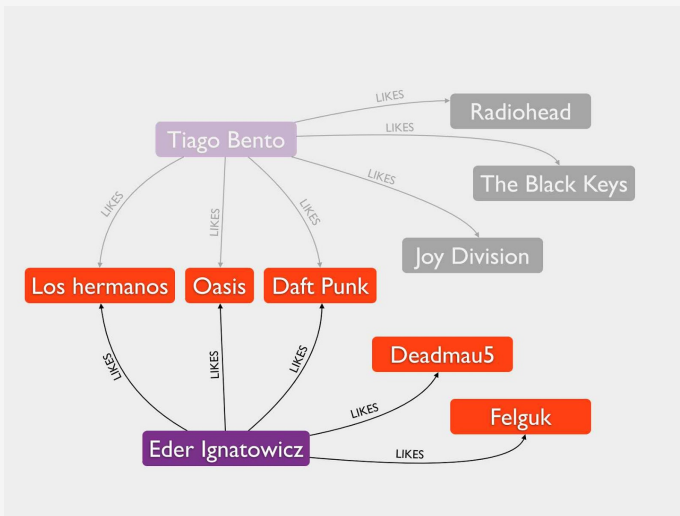 LIKES
Radiohead
Tiago Bento
LIKES
The Black Keys
LIKES
Joy Division
LIKES
LIKES
LIKES
Los hermanos
Oasis
Daft Punk
Deadmau5
LIKES
LIKES
LIKES
LIKES
Felguk
Eder Ignatowicz
LIKES